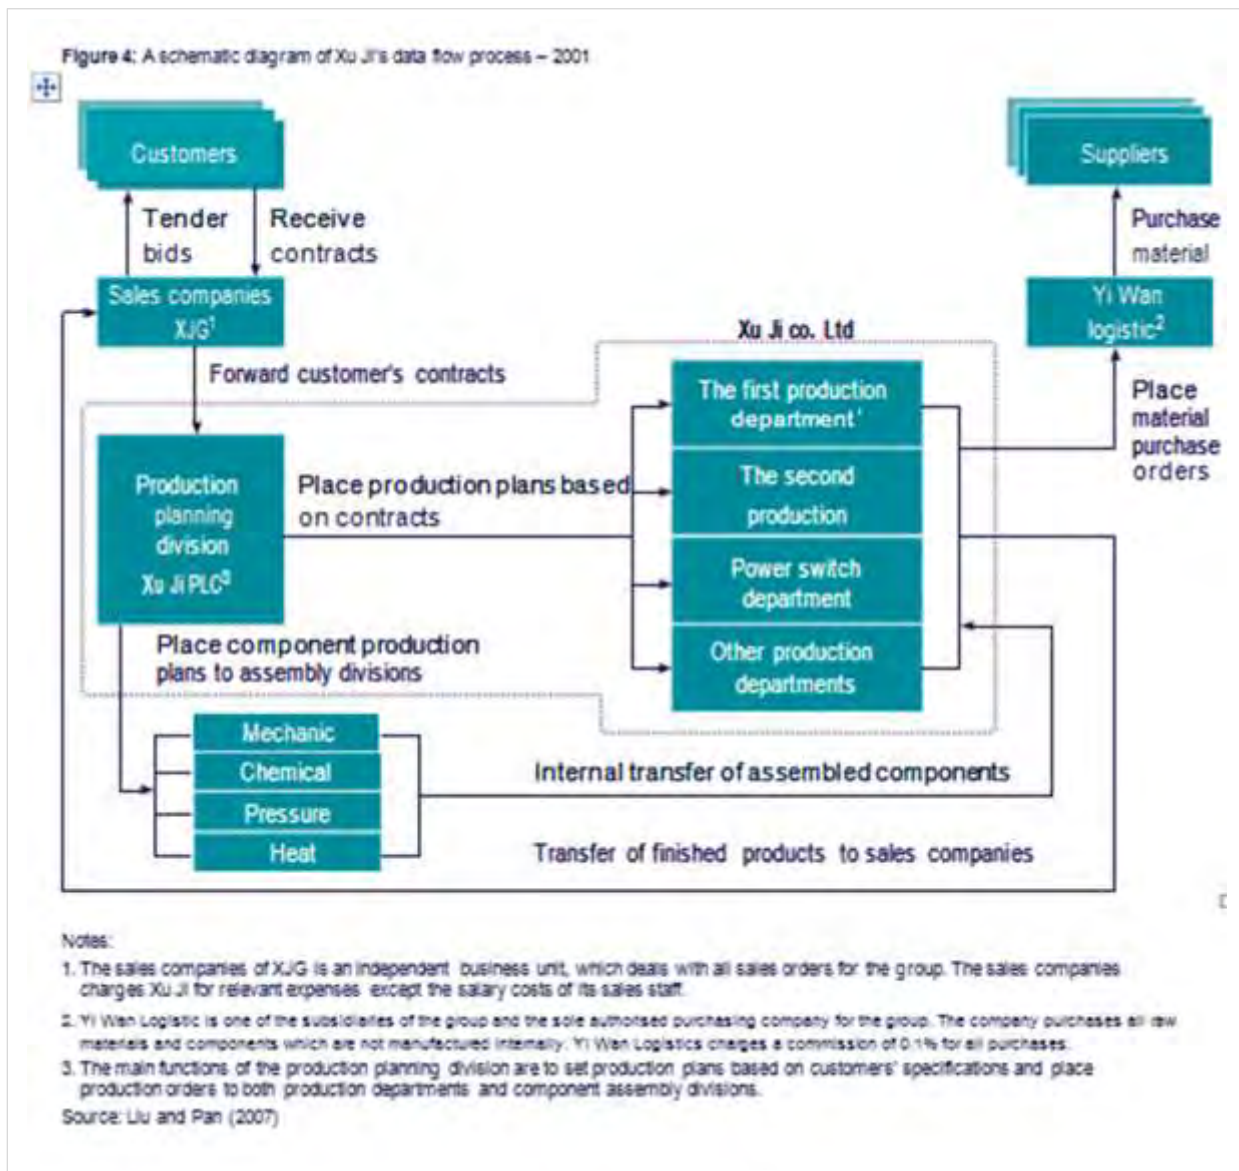 Figure 4: A schematic diagram of Xu Ji's data flow process – 2001
Customers
Suppliers
Tender
bids
Receive
contracts
Purchase
material
Sales companies
XJG1
Yi Wan
logistic2
Xu Ji co. Ltd
Forward customer's contracts
The first production
department1
Place
material
purchase
orders
Production
planning
division
Xu Ji PLC3
Place production plans based
on contracts
The second
production
Power switch
department
Place component production
plans to assembly divisions
Other production
departments
Mechanic
Chemical
Pressure
Heat
Internal transfer of assembled components
Transfer of finished products to sales companies
Notes:
1. The sales companies of XJG is an independent business unit, which deals with all sales orders for the group. The sales companies
charges Xu Ji for relevant expenses except the salary costs of its sales staff.
2. Yi Wan Logistic is one of the subsidiaries of the group and the sole authorised purchasing company for the group. The company purchases all raw
materials and components which are not manufactured internally. Yi Wan Logistics charges a commission of 0.1% for all purchases.
3. The main functions of the production planning division are to set production plans based on customers' specifications and place
production orders to both production departments and component assembly divisions.
Source: Liu and Pan (2007)